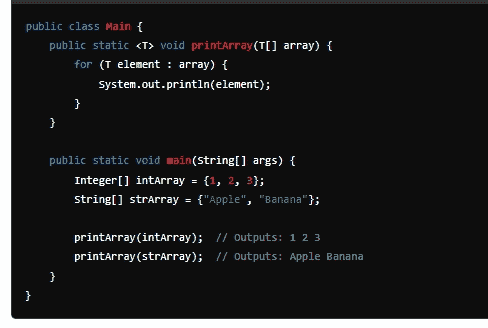 public class Main {
    public static <T> void printArray(T[] array) {
        for (T element : array) {
            System.out.println(element);
        }
    }

    public static void main(String[] args) {
        Integer[] intArray = {1, 2, 3};
        String[] strArray = {"Apple", "Banana"};

        printArray(intArray);  // Outputs: 1 2 3
        printArray(strArray);  // Outputs: Apple Banana
    }
}